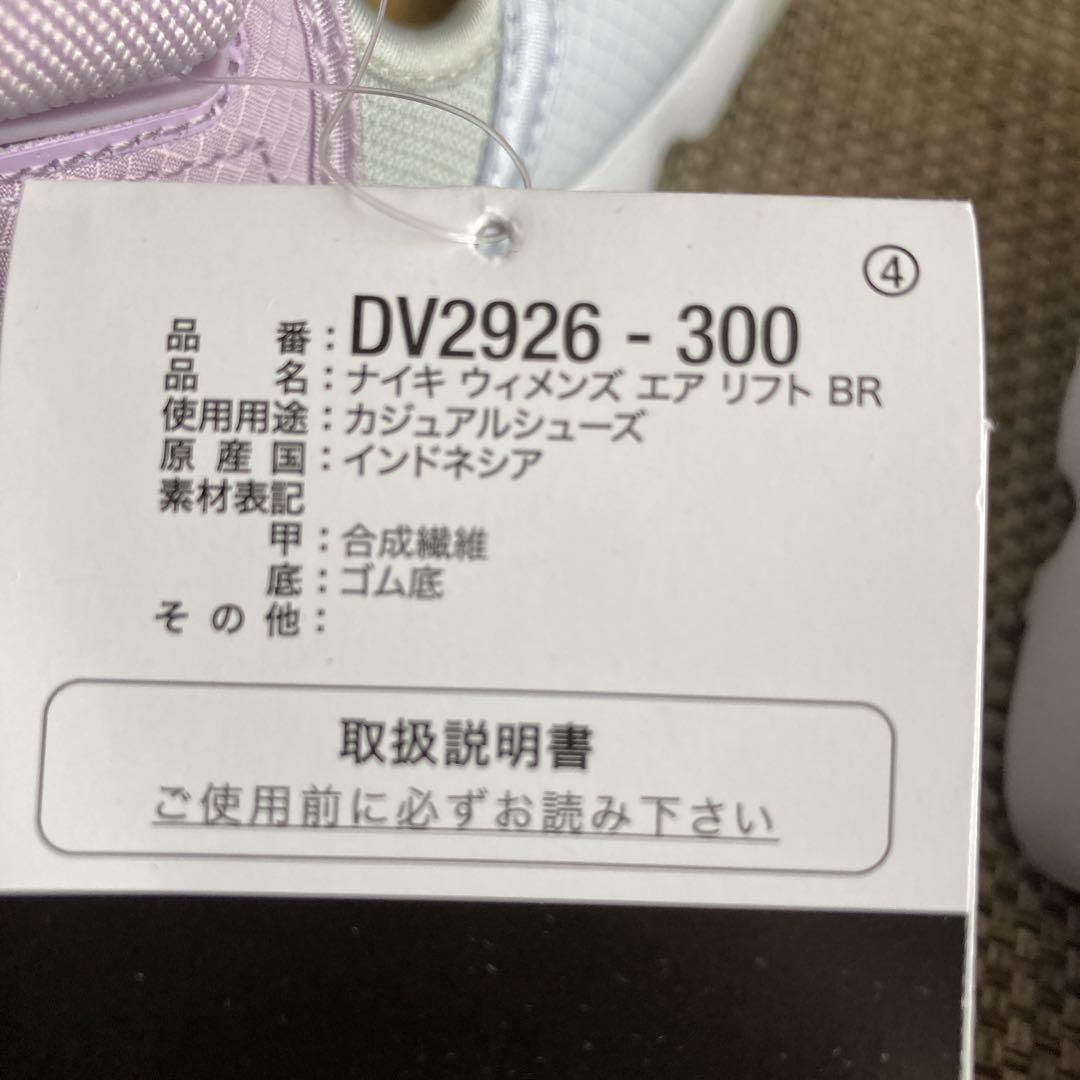 ④
品番：DV2926 - 300
品名：ナイキ ウィメンズ エア リフト BR
使用用途：カジュアルシューズ
原産国：インドネシア
素材表記
甲：合成繊維
底：ゴム底
その他：
取扱説明書
ご使用前に必ずお読み下さい